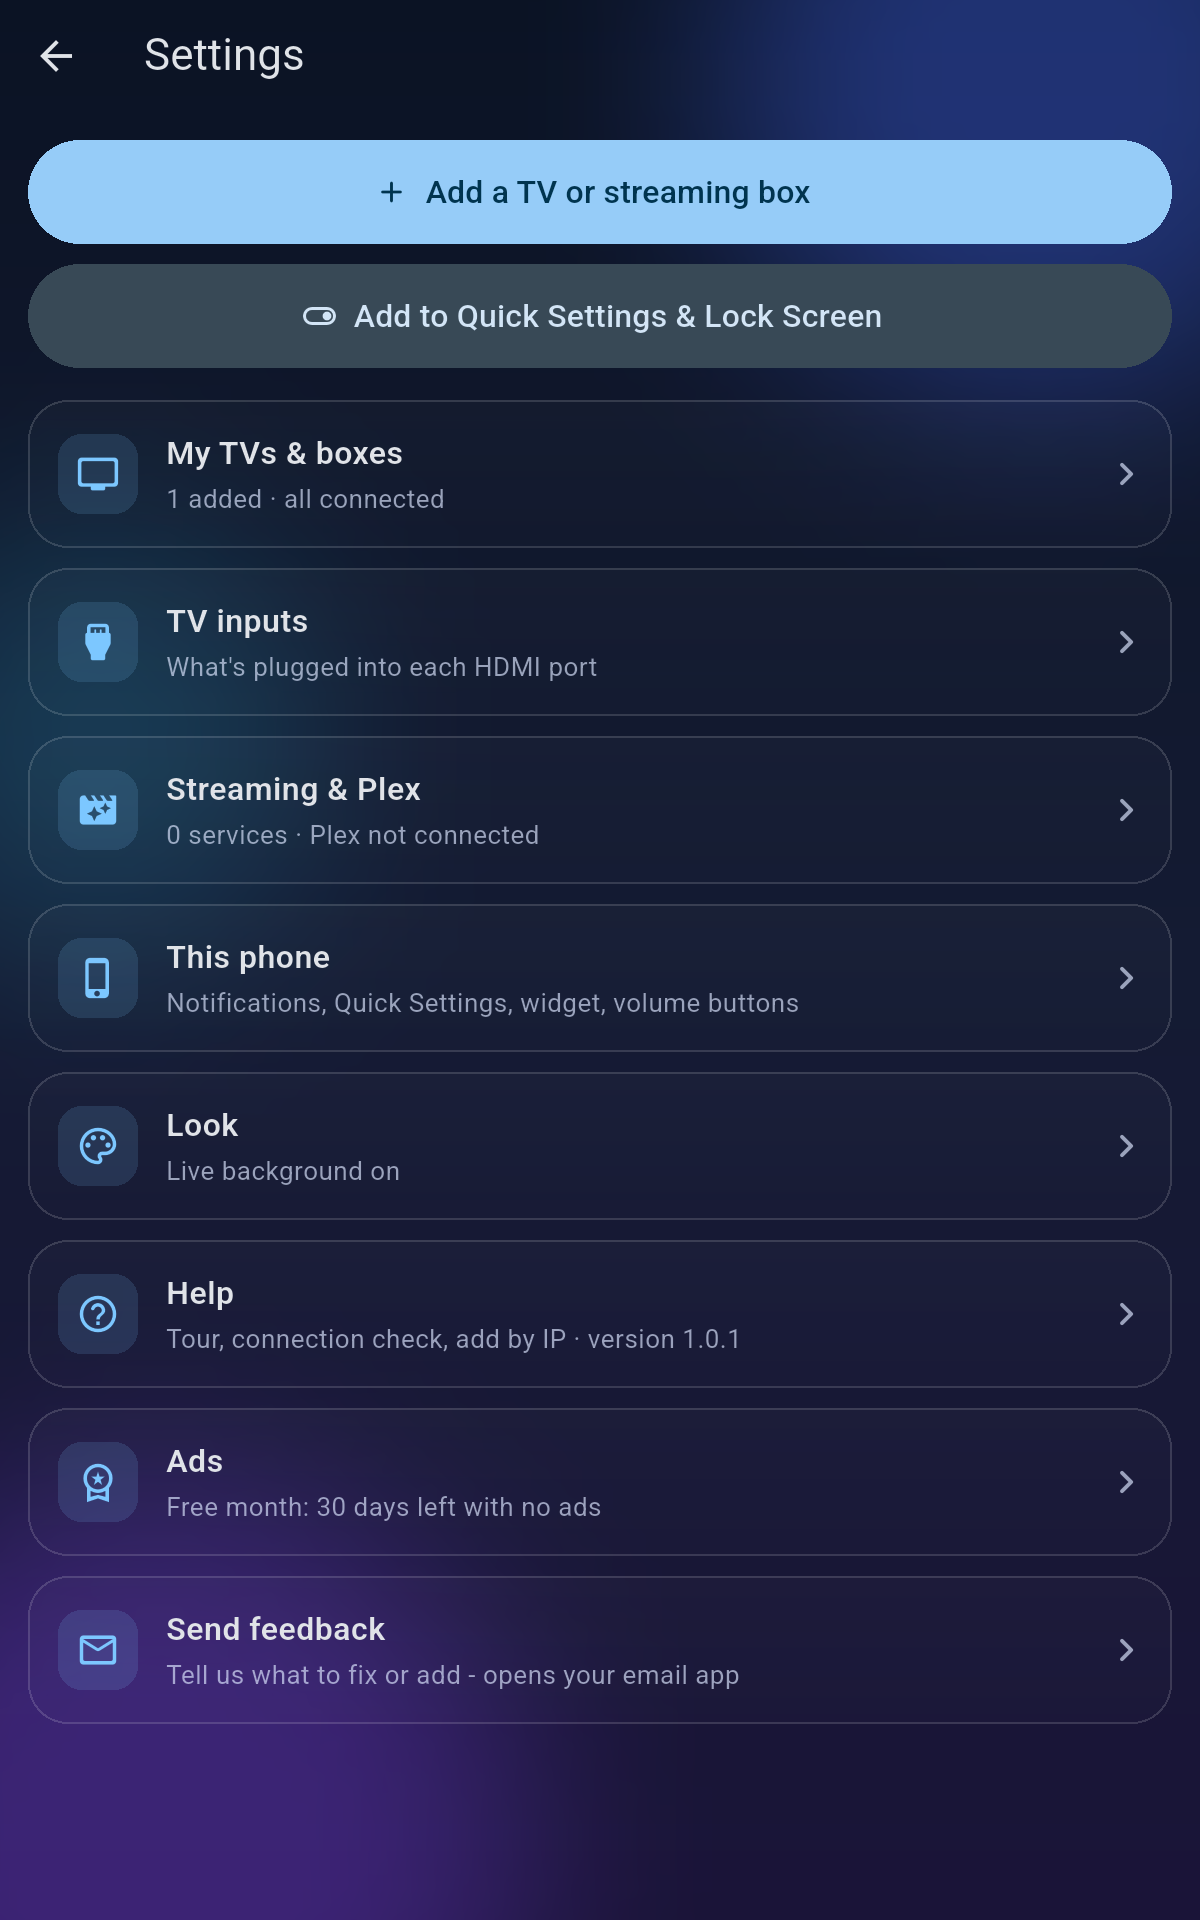 Settings
Add a TV or streaming box
Add to Quick Settings & Lock Screen
My TVs & boxes
1 added · all connected
TV inputs
What's plugged into each HDMI port
Streaming & Plex
0 services · Plex not connected
This phone
Notifications, Quick Settings, widget, volume buttons
Look
Live background on
Help
Tour, connection check, add by IP · version 1.0.1
Ads
Free month: 30 days left with no ads
Send feedback
Tell us what to fix or add - opens your email app